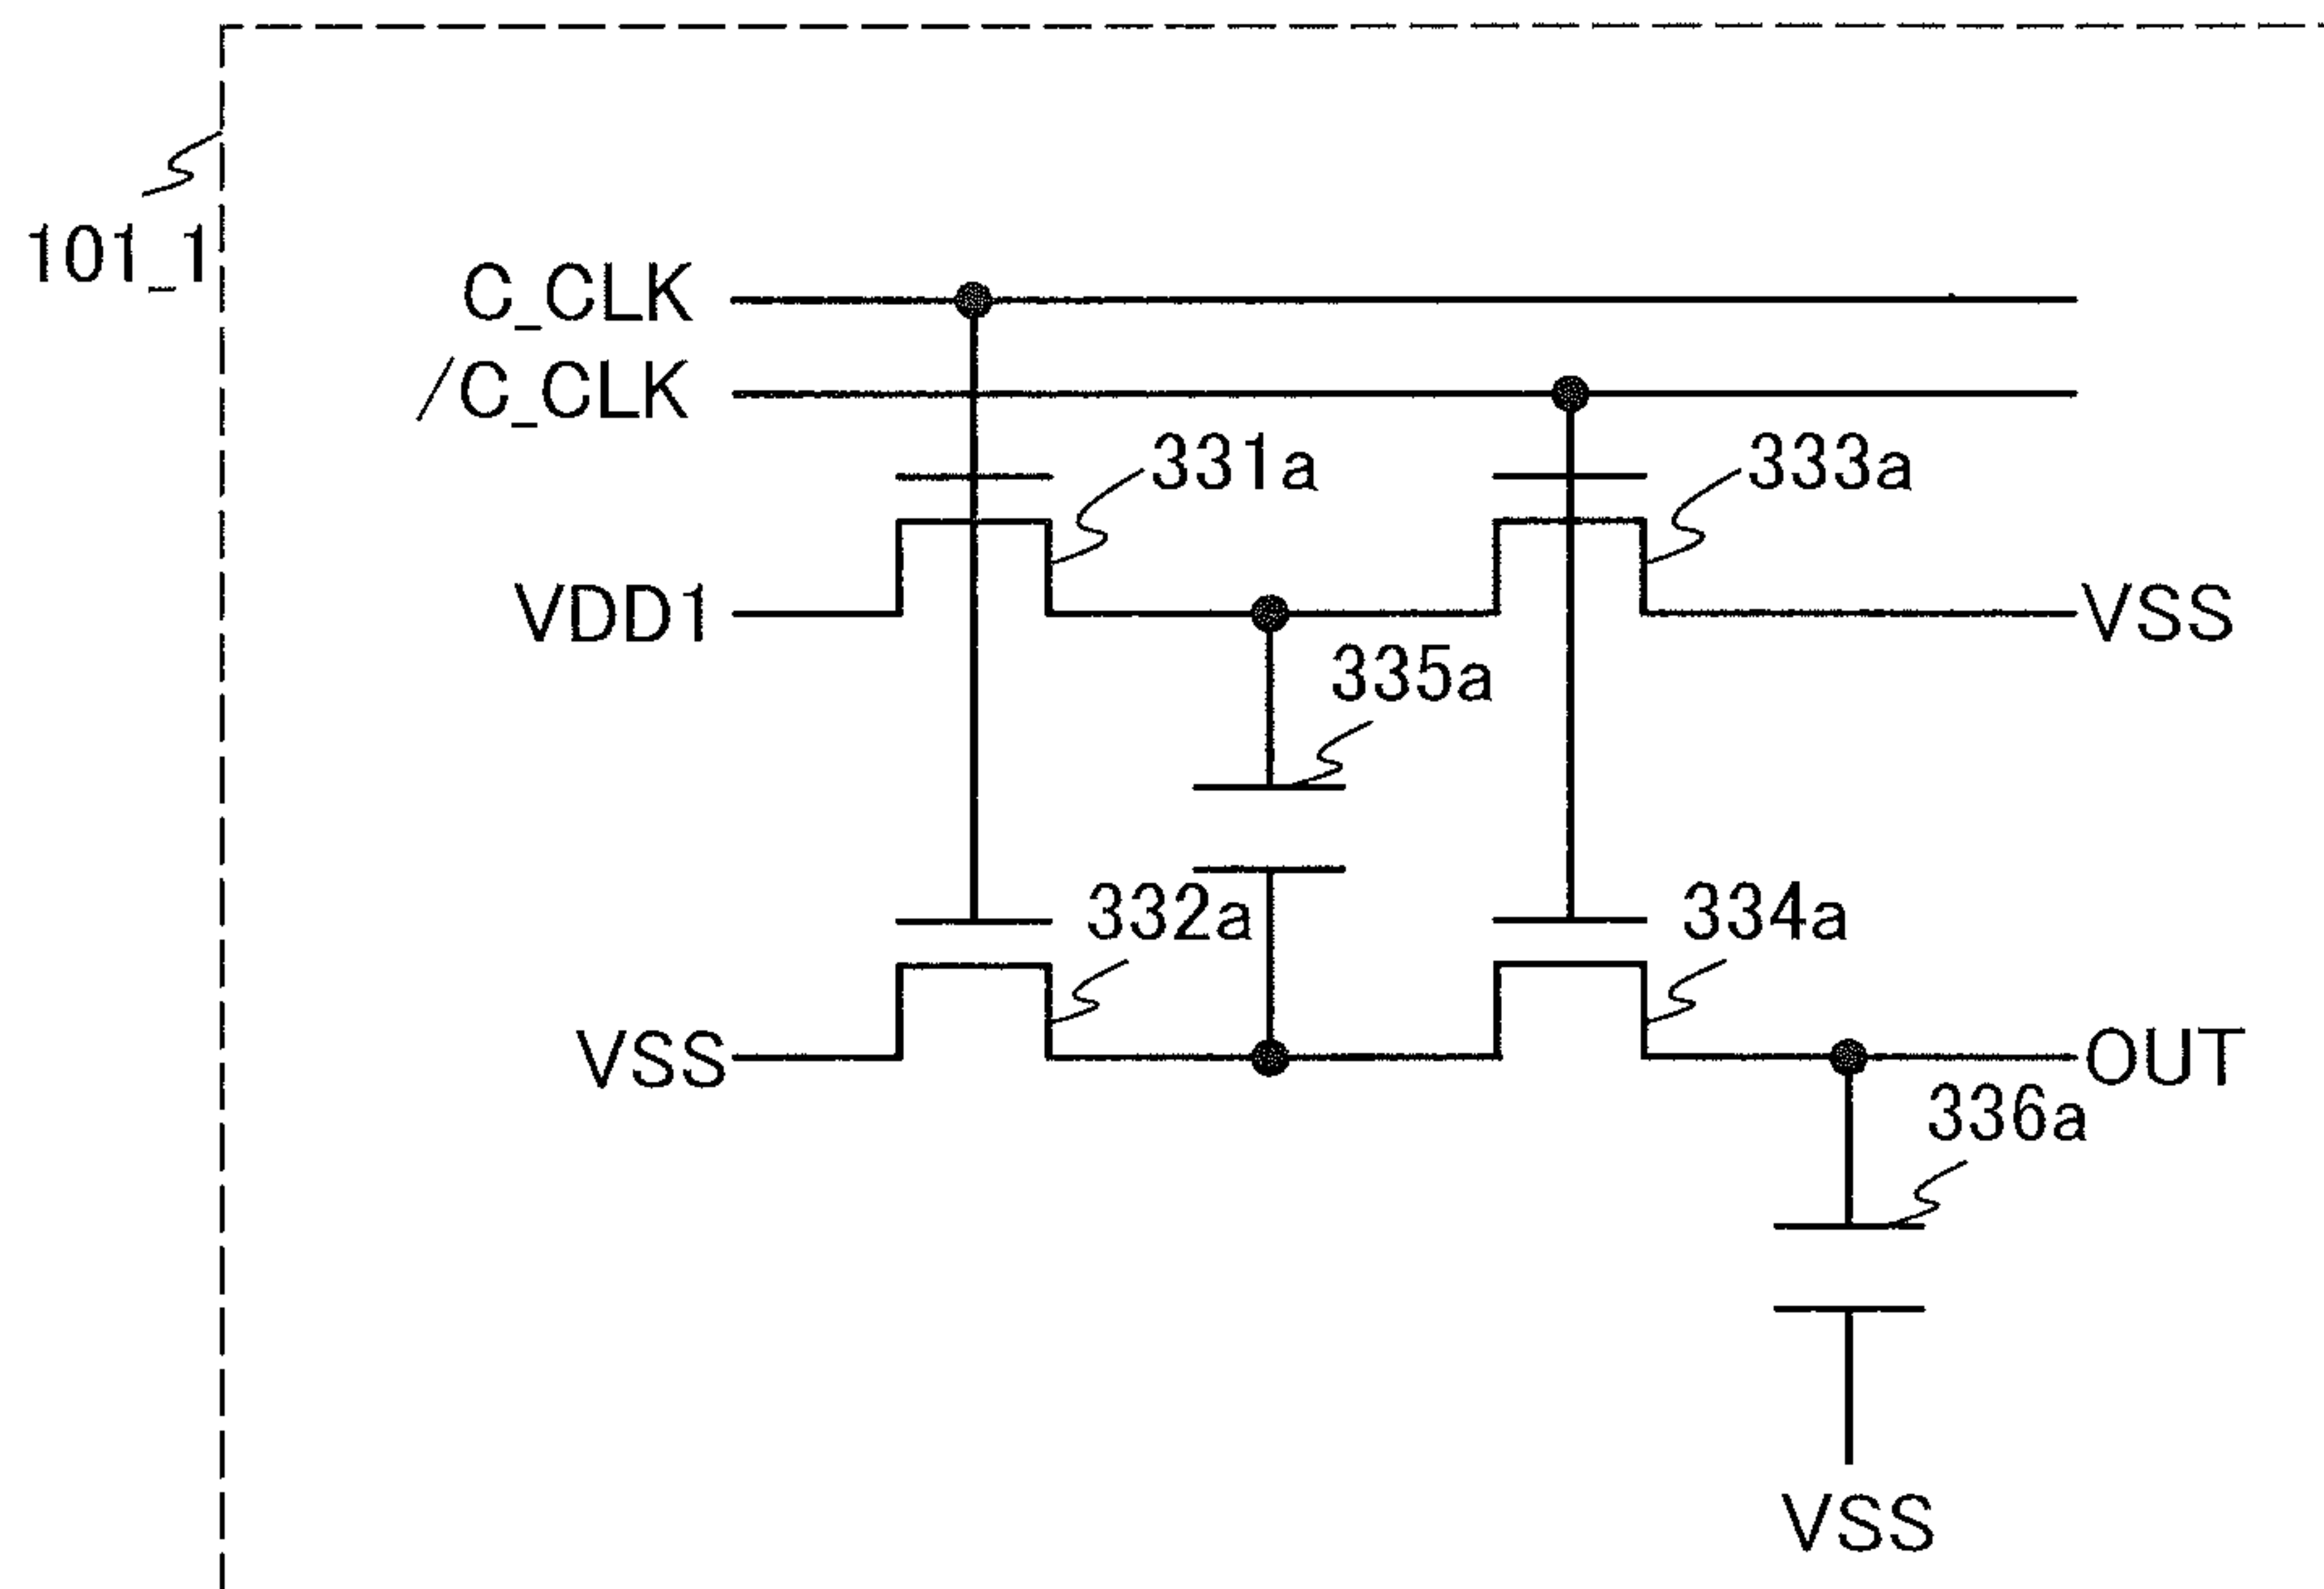 101_1
C_CLK
/C_CLK
331a
333a
VDD1
VSS
335a
332a
334a
VSS
OUT
336a
VSS